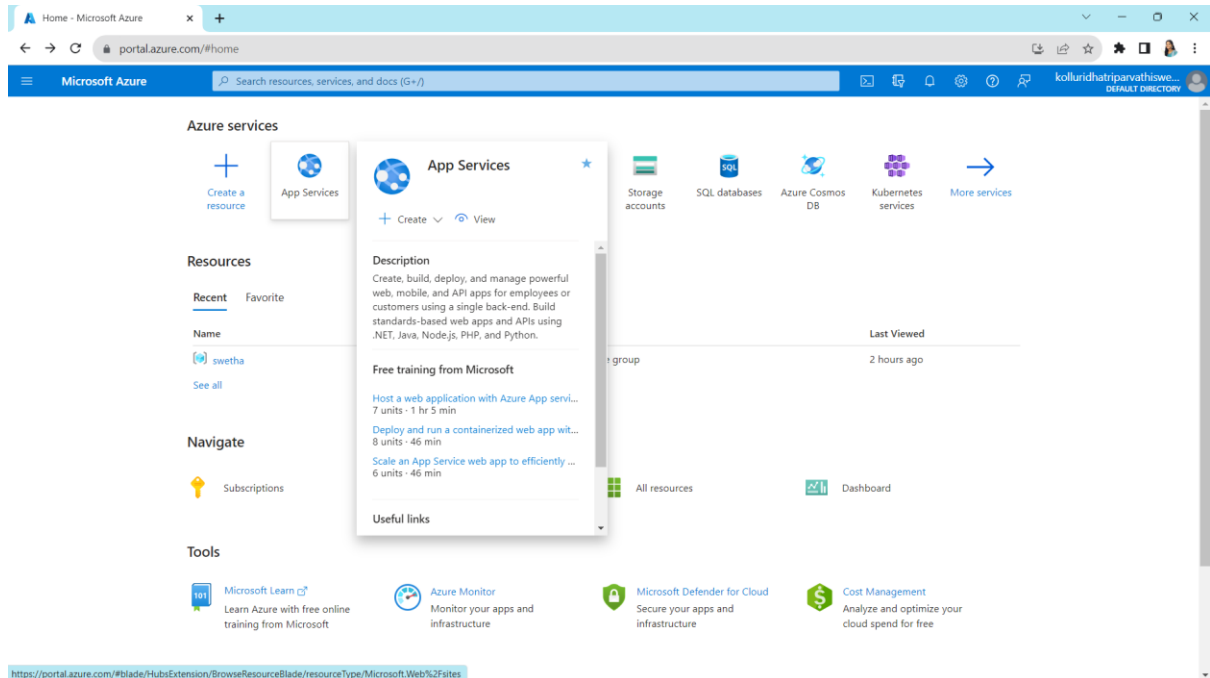 Home - Microsoft Azure
portal.azure.com/#home
Microsoft Azure
Search resources, services, and docs (G+/)
kolluridhatriparvathiswe...
DEFAULT DIRECTORY
Azure services
Create a
resource
App Services
App Services
Create
View
Storage
accounts
SQL
SQL databases
Azure Cosmos
DB
Kubernetes
services
More services
Description
Create, build, deploy, and manage powerful
web, mobile, and API apps for employees or
customers using a single back-end. Build
standards-based web apps and APIs using
.NET, Java, Node.js, PHP, and Python.
Free training from Microsoft
Host a web application with Azure App servi...
7 units · 1 hr 5 min
Deploy and run a containerized web app wit...
8 units · 46 min
Scale an App Service web app to efficiently ...
6 units · 46 min
Useful links
Resources
Recent Favorite
Name
Last Viewed
swetha
group
2 hours ago
See all
Navigate
Subscriptions
All resources
Dashboard
Tools
101
Microsoft Learn
Learn Azure with free online
training from Microsoft
Azure Monitor
Monitor your apps and
infrastructure
Microsoft Defender for Cloud
Secure your apps and
infrastructure
Cost Management
Analyze and optimize your
cloud spend for free
https://portal.azure.com/#blade/HubsExtension/BrowseResourceBlade/resourceType/Microsoft.Web%2Fsites